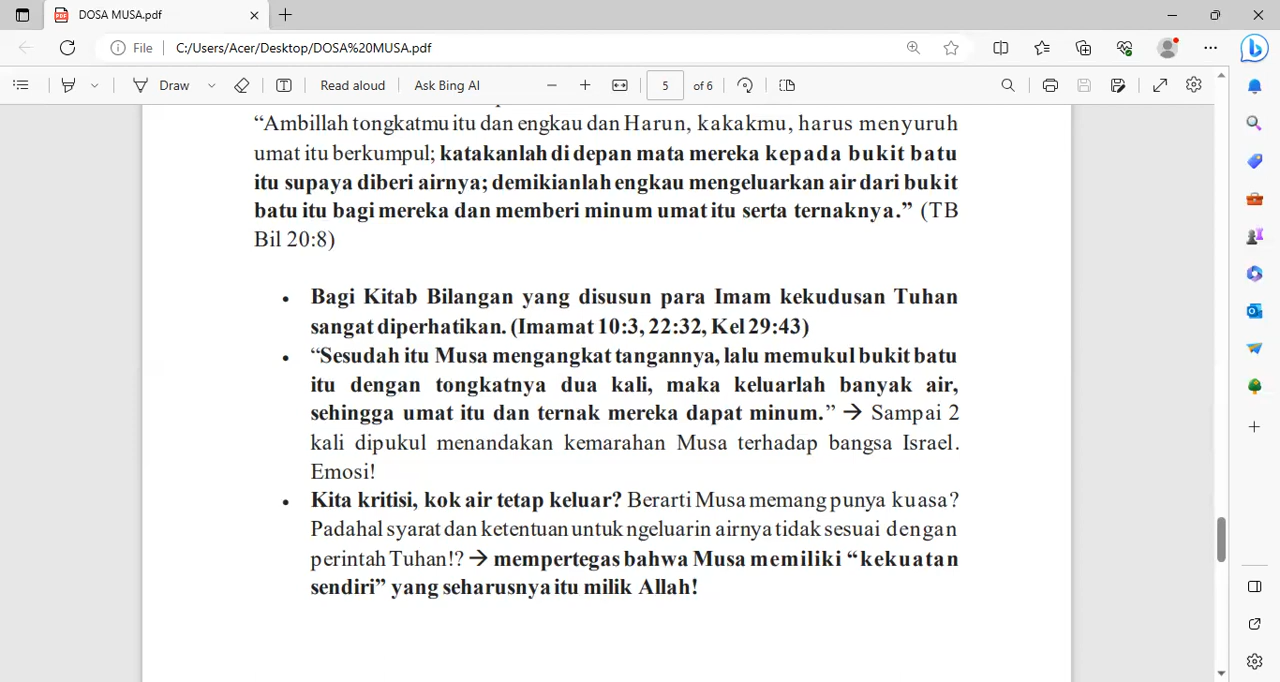 DOSA MUSA.pdf
File
C:/Users/Acer/Desktop/DOSA%20MUSA.pdf
Draw
Read aloud
Ask Bing AI
5
of 6
“Ambillah tongkatmu itu dan engkau dan Harun, kakakmu, harus menyuruh
umat itu berkumpul; katakanlah di depan mata mereka kepada bukit batu
itu supaya diberi airnya; demikianlah engkau mengeluarkan air dari bukit
batu itu bagi mereka dan memberi minum umat itu serta ternaknya.” (TB
Bil 20:8)
• Bagi Kitab Bilangan yang disusun para Imam kekudusan Tuhan
sangat diperhatikan. (Imamat 10:3, 22:32, Kel 29:43)
• “Sesudah itu Musa mengangkat tangannya, lalu memukul bukit batu
itu dengan tongkatnya dua kali, maka keluarlah banyak air,
sehingga umat itu dan ternak mereka dapat minum.” → Sampai 2
kali dipukul menandakan kemarahan Musa terhadap bangsa Israel.
Emosi!
• Kita kritisi, kok air tetap keluar? Berarti Musa memang punya kuasa?
Padahal syarat dan ketentuan untuk ngeluarin airnya tidak sesuai dengan
perintah Tuhan!? → mempertegas bahwa Musa memiliki “kekuatan
sendiri” yang seharusnya itu milik Allah!